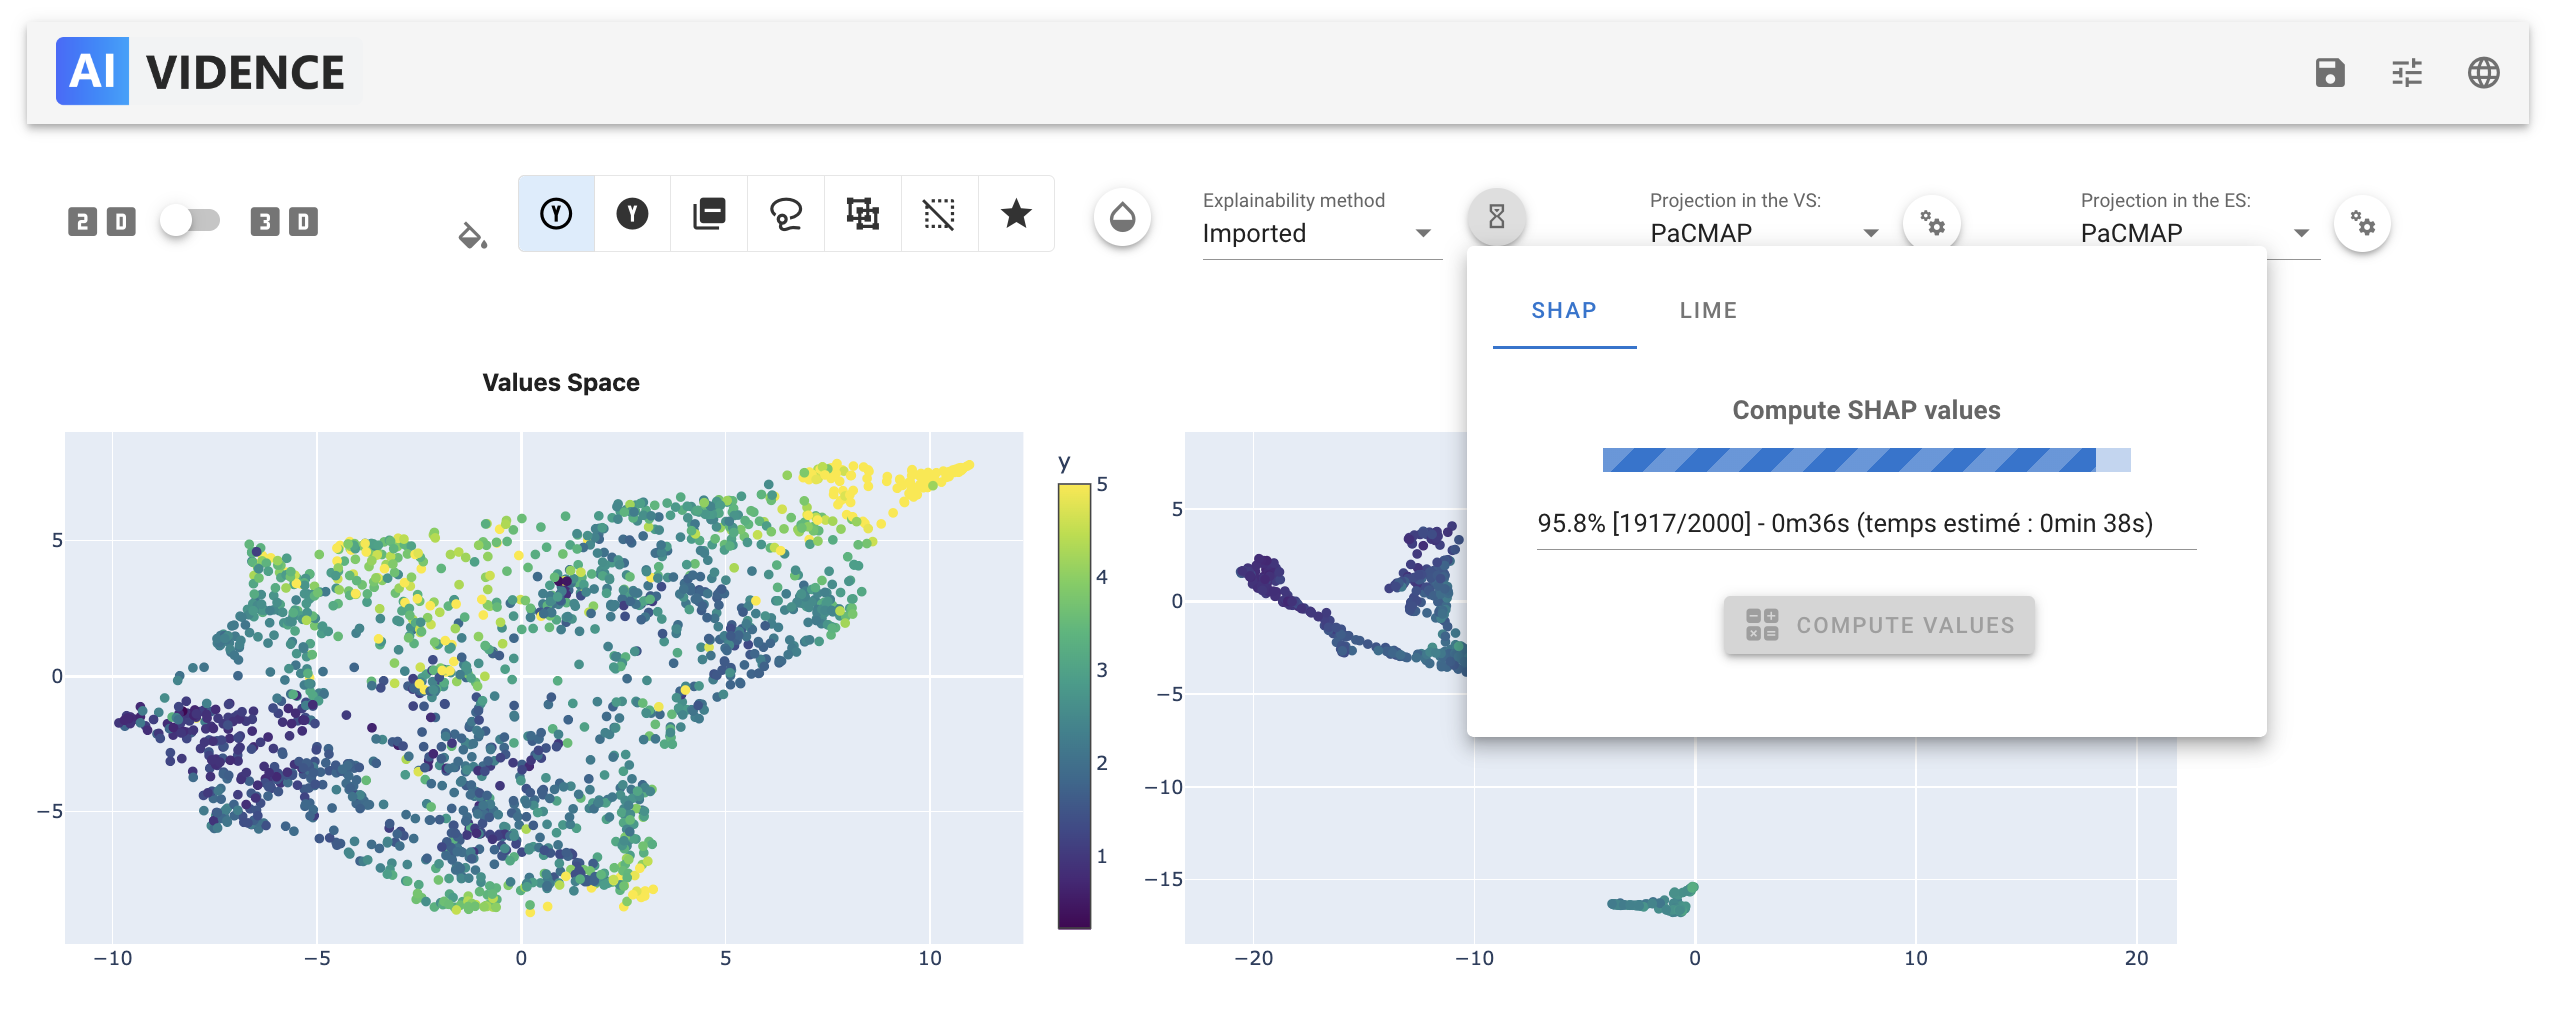 AI VIDENCE
2 D 3 D
Y Y
Explainability method
Imported
Projection in the VS:
PaCMAP
Projection in the ES:
PaCMAP
SHAP LIME
Compute SHAP values
95.8% [1917/2000] - 0m36s (temps estimé : 0min 38s)
COMPUTE VALUES
Values Space
5
0
−5
−10 −5 0 5 10
y
5
4
3
2
1
5
0
−5
−10
−15
−20 −10 0 10 20